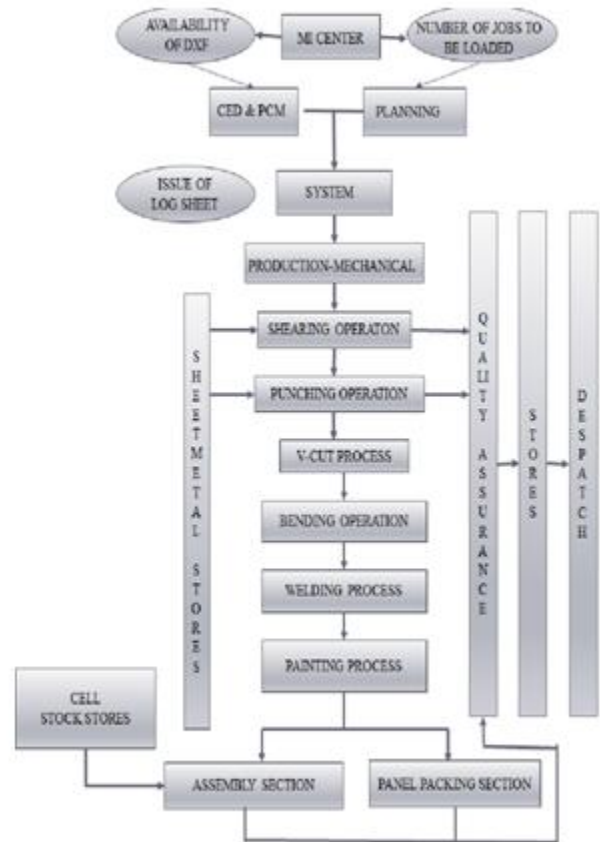 AVAILABILITY
OF DXF
MI CENTER
NUMBER OF JOBS TO
BE LOADED
CED & PCM
PLANNING
ISSUE OF
LOG SHEET
SYSTEM
PRODUCTION-MECHANICAL
SHEARING OPERATON
PUNCHING OPERATION
V-CUT PROCESS
BENDING OPERATION
WELDING PROCESS
PAINTING PROCESS
SHEETMETAL STORES
QUALITY ASSURANCE
STORES
DESPATCH
CELL
STOCK STORES
ASSEMBLY SECTION
PANEL PACKING SECTION